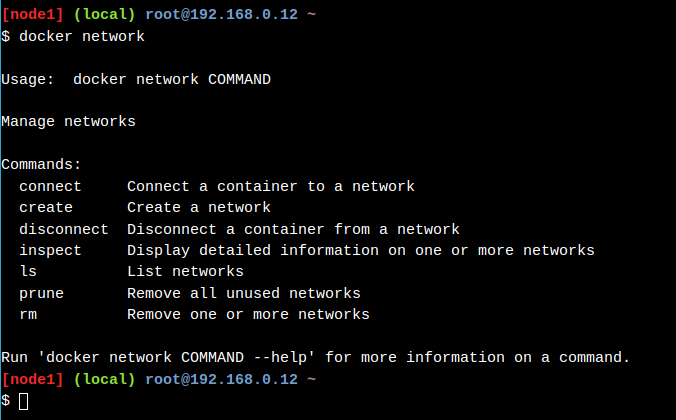 [node1] (local) root@192.168.0.12 ~
$ docker network
Usage:  docker network COMMAND
Manage networks
Commands:
  connect     Connect a container to a network
  create      Create a network
  disconnect  Disconnect a container from a network
  inspect     Display detailed information on one or more networks
  ls          List networks
  prune       Remove all unused networks
  rm          Remove one or more networks
Run 'docker network COMMAND --help' for more information on a command.
[node1] (local) root@192.168.0.12 ~
$